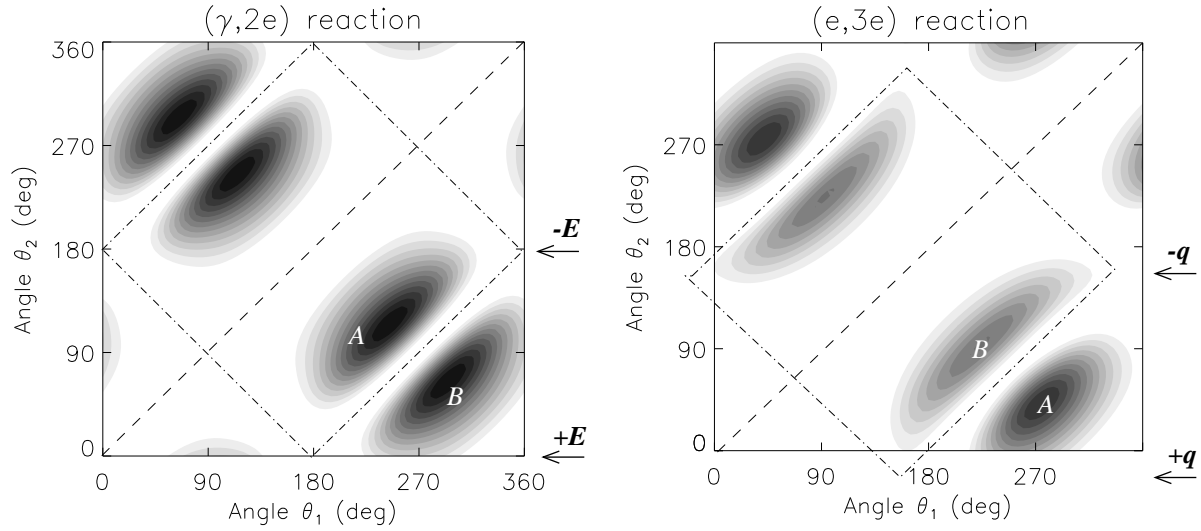 (γ,2e) reaction
360
270
180
90
0
Angle θ2 (deg)
0
90
180
270
360
Angle θ1 (deg)
A
B
-E
+E
(e,3e) reaction
270
180
90
0
Angle θ2 (deg)
0
90
180
270
Angle θ1 (deg)
B
A
-q
+q